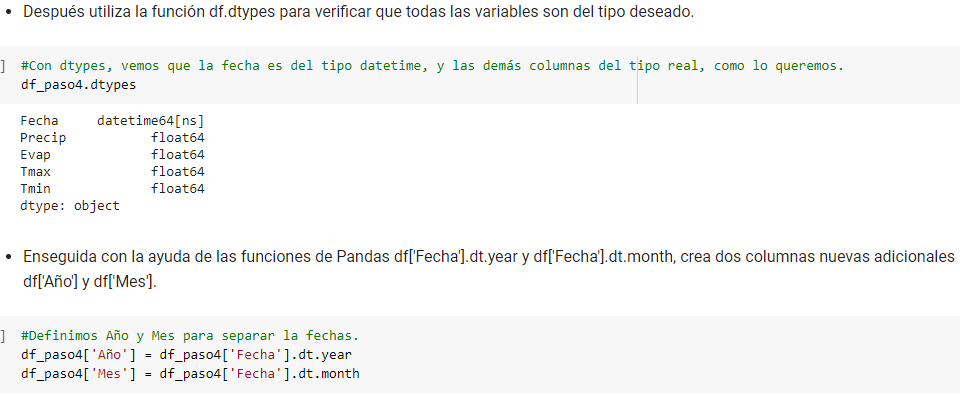 • Después utiliza la función df.dtypes para verificar que todas las variables son del tipo deseado.
] #Con dtypes, vemos que la fecha es del tipo datetime, y las demás columnas del tipo real, como lo queremos.
df_paso4.dtypes
Fecha     datetime64[ns]
Precip           float64
Evap             float64
Tmax             float64
Tmin             float64
dtype: object
• Enseguida con la ayuda de las funciones de Pandas df['Fecha'].dt.year y df['Fecha'].dt.month, crea dos columnas nuevas adicionales
df['Año'] y df['Mes'].
] #Definimos Año y Mes para separar la fechas.
df_paso4['Año'] = df_paso4['Fecha'].dt.year
df_paso4['Mes'] = df_paso4['Fecha'].dt.month